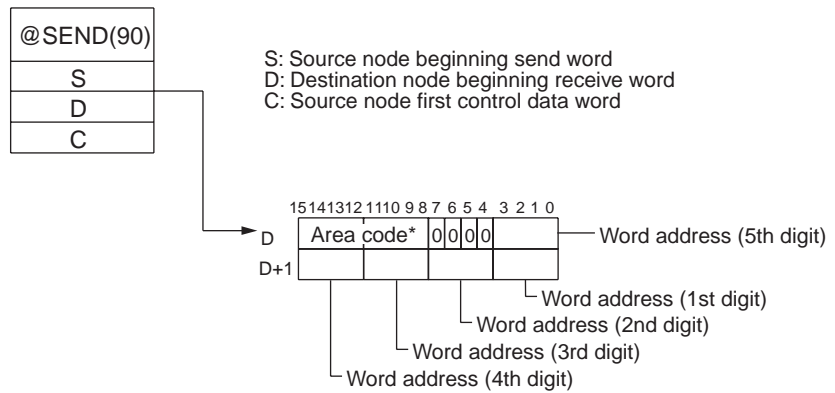 @SEND(90)
S
D
C
S: Source node beginning send word
D: Destination node beginning receive word
C: Source node first control data word
15 14 13 12 11 10 9 8 7 6 5 4 3 2 1 0
D Area code* 0 0 0 0 Word address (5th digit)
D+1
Word address (1st digit)
Word address (2nd digit)
Word address (3rd digit)
Word address (4th digit)